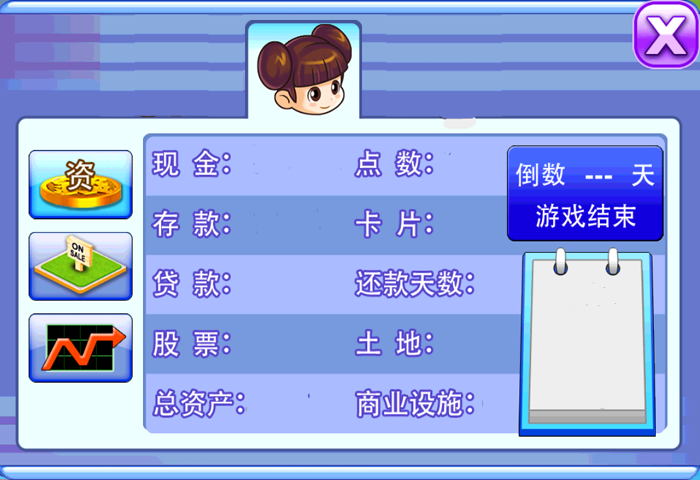 X
资
ON
SALE
现 金： 点 数：
存 款： 卡 片：
贷 款： 还款天数：
股 票： 土 地：
总资产： 商业设施：
倒数 --- 天
游戏结束